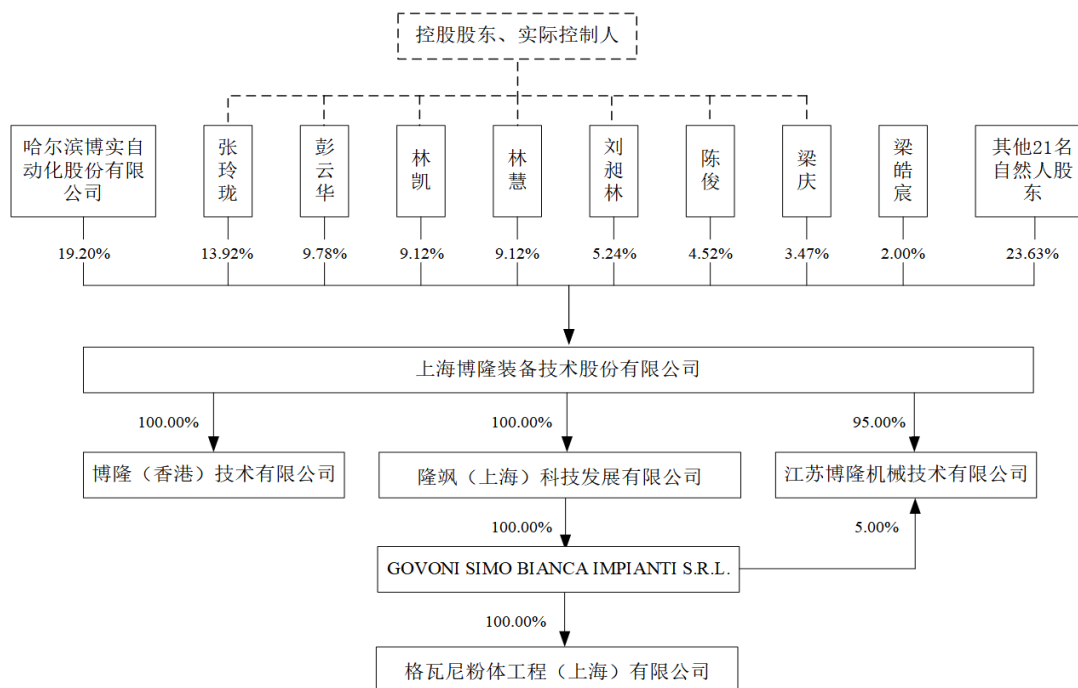 控股股东、实际控制人
哈尔滨博实自
动化股份有限
公司
张玲珑
彭云华
林凯
林慧
刘昶林
陈俊
梁庆
梁皓宸
其他21名
自然人股
东
19.20%
13.92%
9.78%
9.12%
9.12%
5.24%
4.52%
3.47%
2.00%
23.63%
上海博隆装备技术股份有限公司
100.00%
100.00%
95.00%
博隆（香港）技术有限公司
隆飒（上海）科技发展有限公司
江苏博隆机械技术有限公司
100.00%
5.00%
GOVONI SIMO BIANCA IMPIANTI S.R.L.
100.00%
格瓦尼粉体工程（上海）有限公司